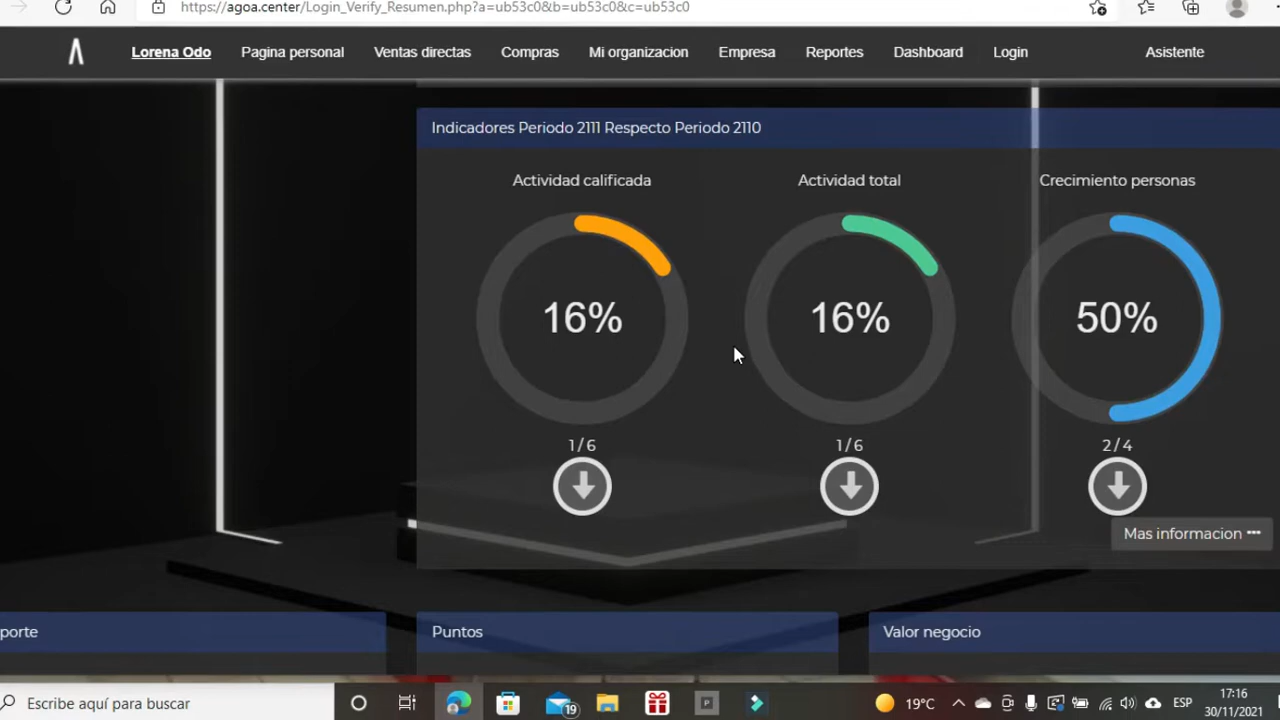 https://agoa.center/Login_Verify_Resumen.php?a=ub53c0&b=ub53c0&c=ub53c0
Lorena Odo Pagina personal Ventas directas Compras Mi organizacion Empresa Reportes Dashboard Login Asistente
Indicadores Periodo 2111 Respecto Periodo 2110
Actividad calificada Actividad total Crecimiento personas
16% 16% 50%
1 / 6 1 / 6 2 / 4
Mas informacion •••
porte Puntos Valor negocio
Escribe aquí para buscar 19 P 19°C ESP 17:16
30/11/2021